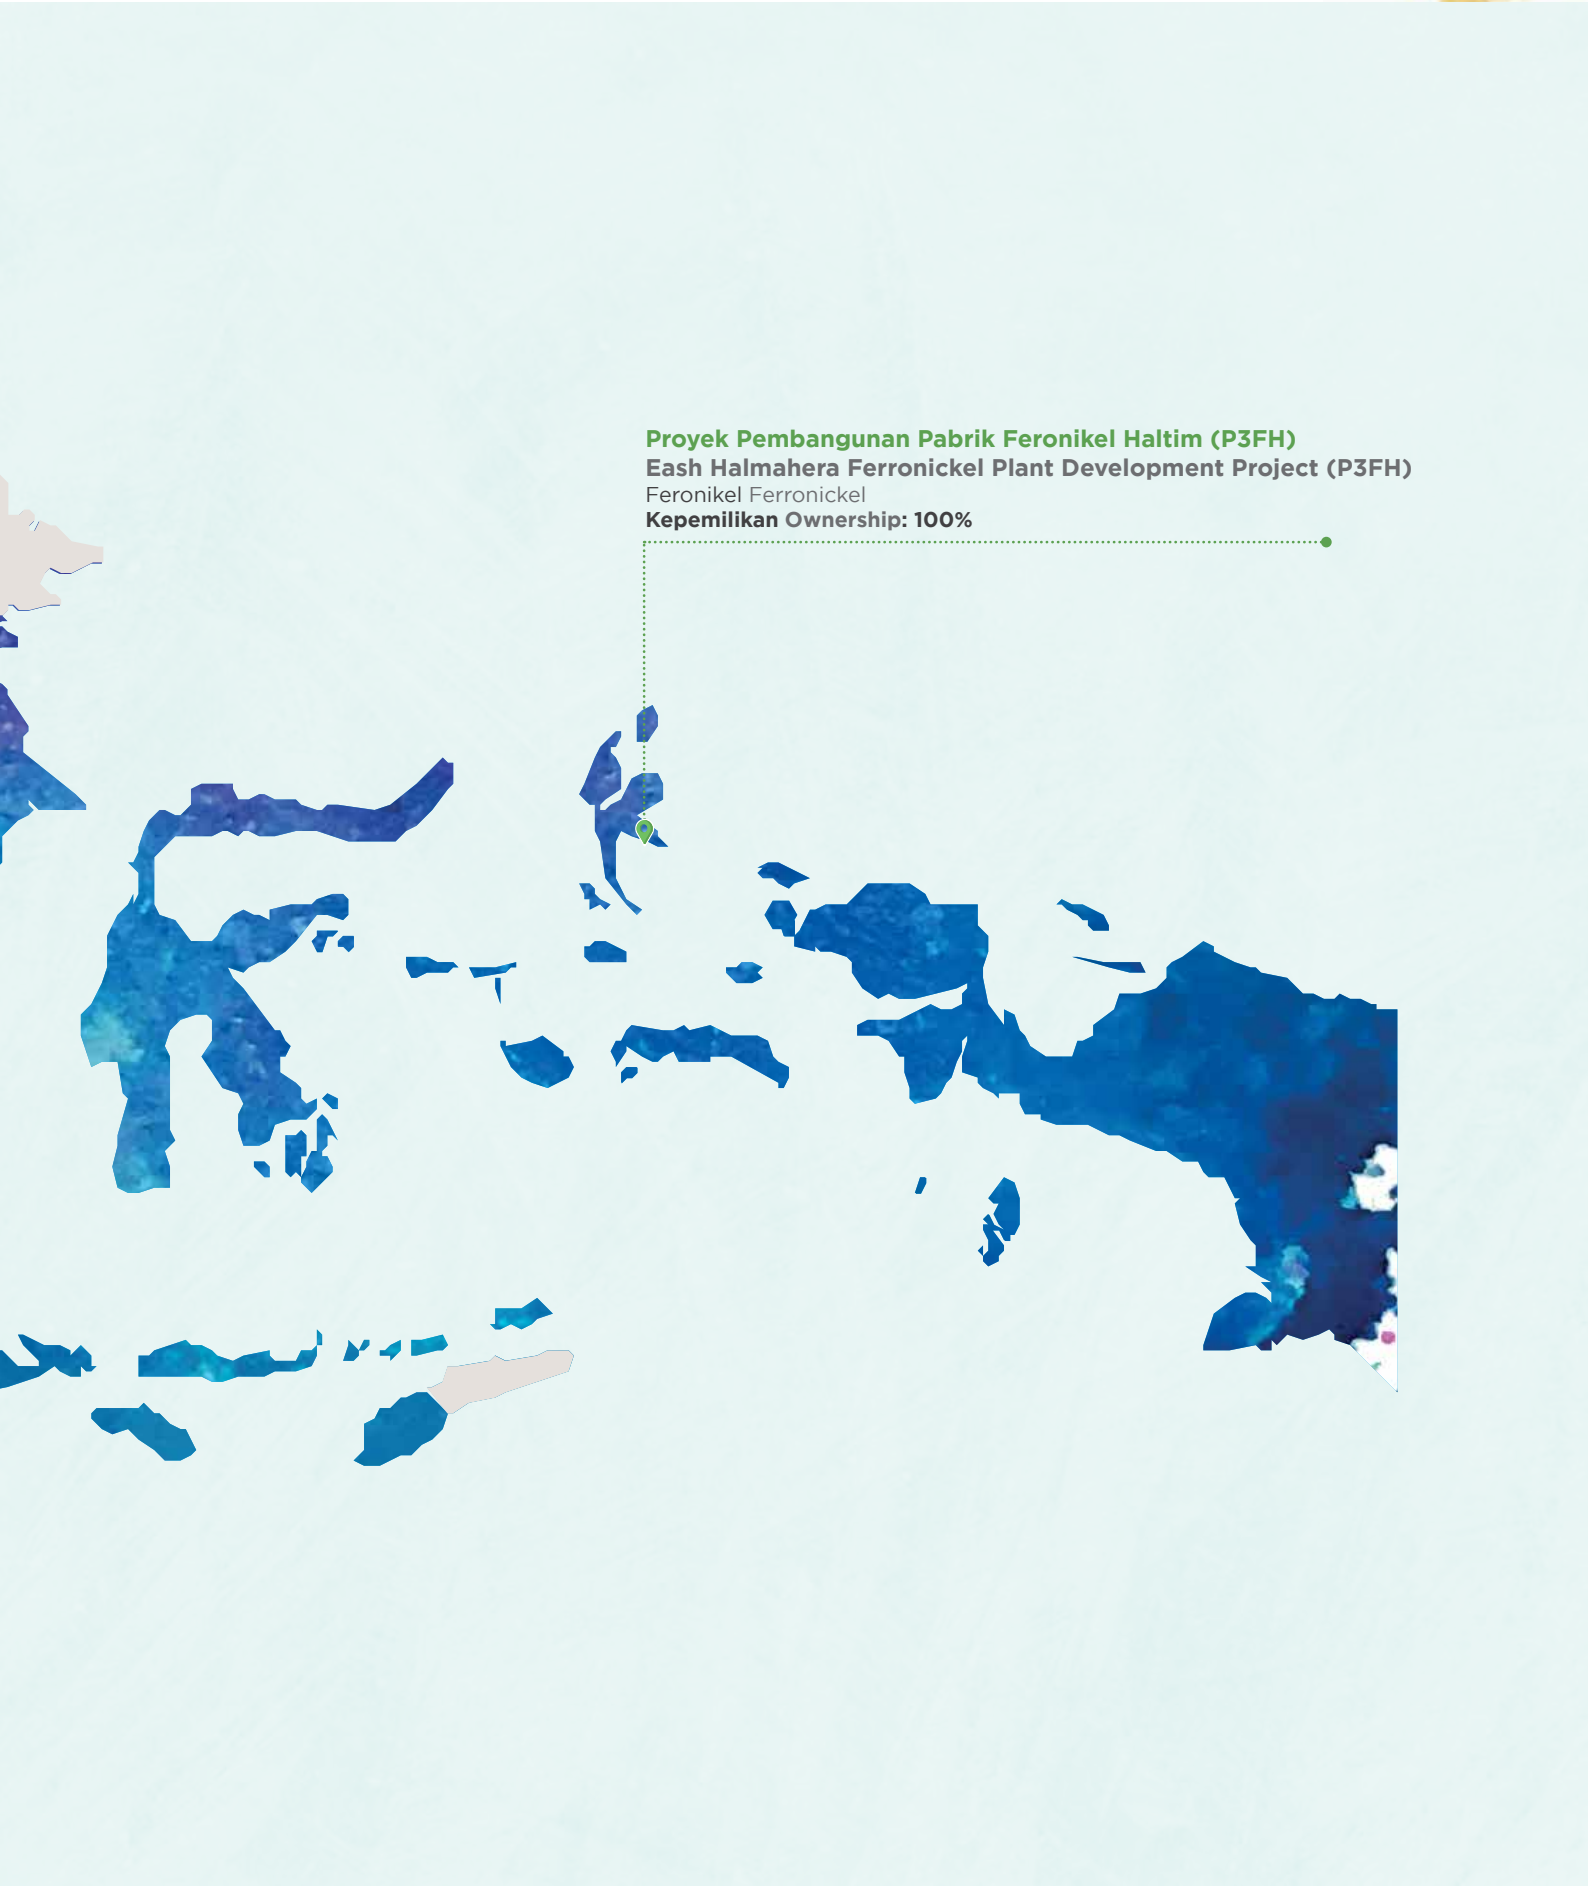 Proyek Pembangunan Pabrik Feronikel Haltim (P3FH)
Eash Halmahera Ferronickel Plant Development Project (P3FH)
Feronikel Ferronickel
Kepemilikan Ownership: 100%